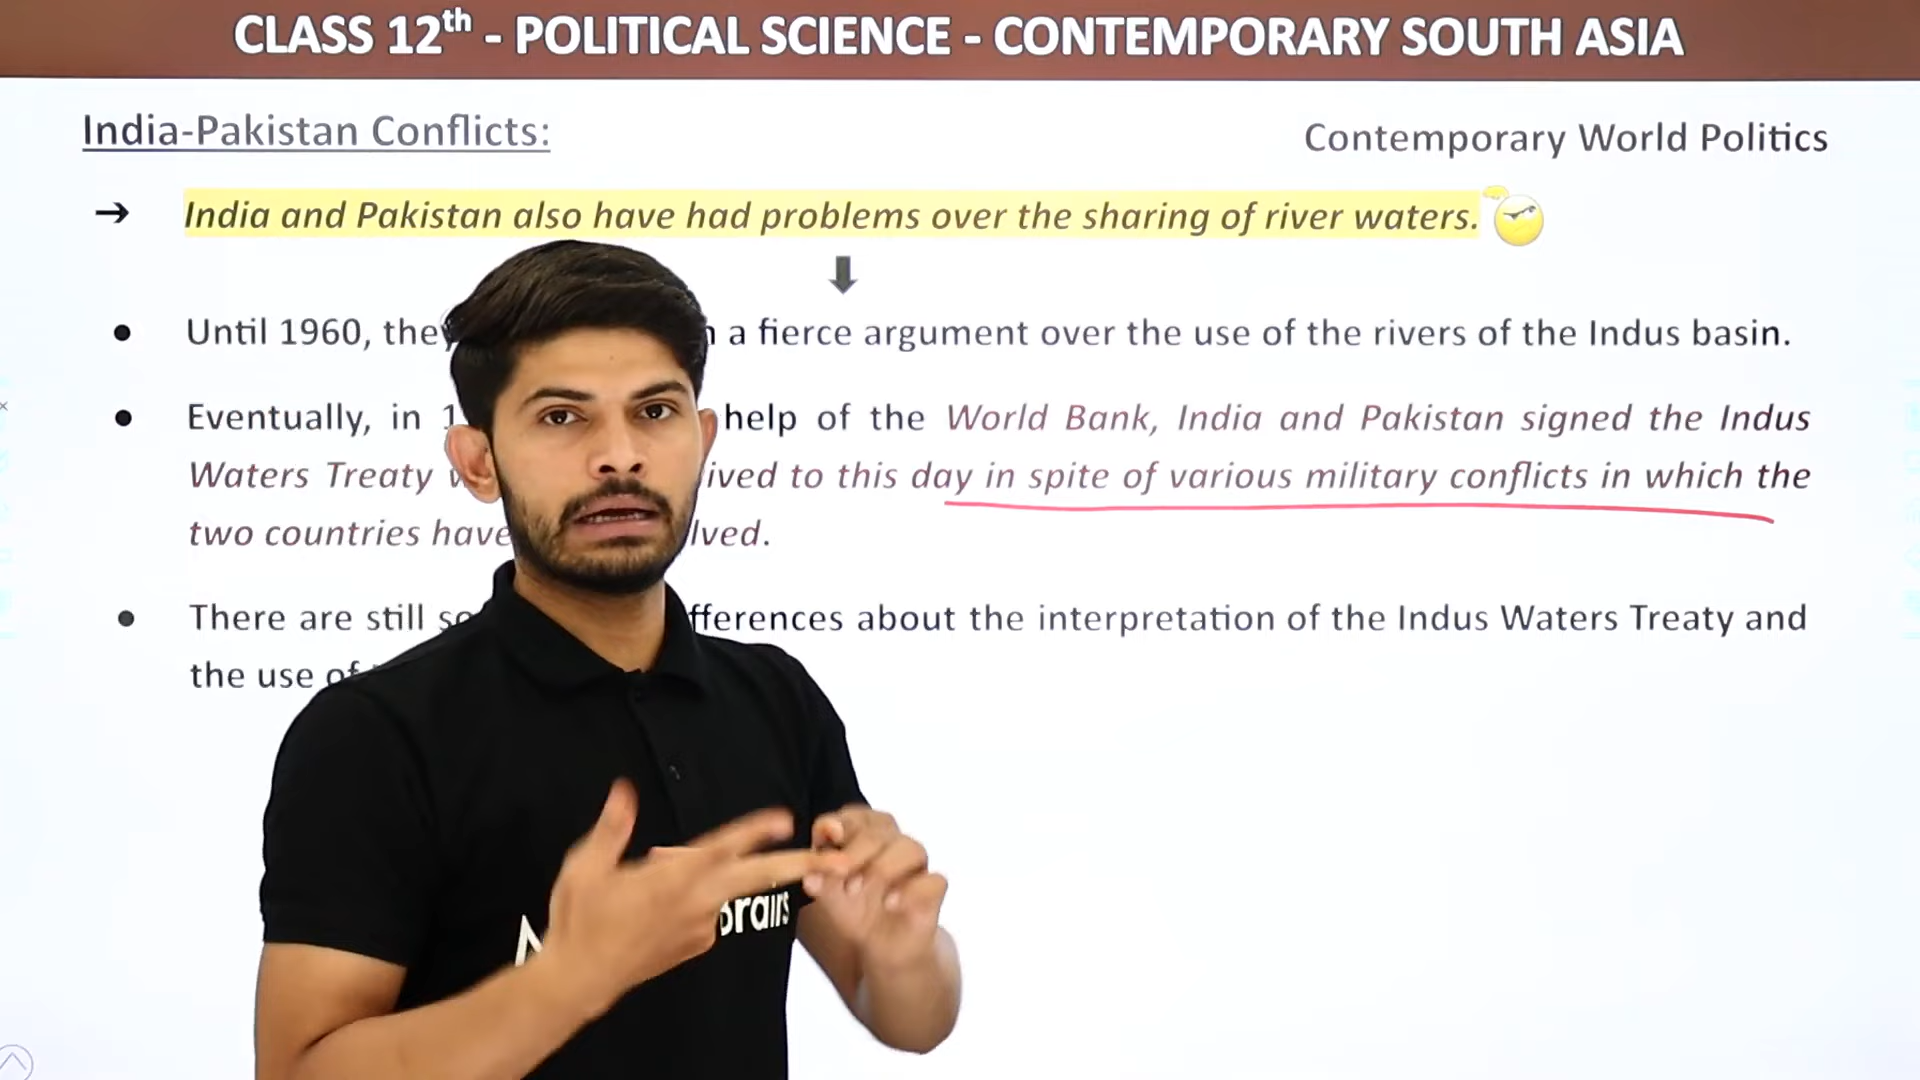 CLASS 12th - POLITICAL SCIENCE - CONTEMPORARY SOUTH ASIA
India-Pakistan Conflicts:
Contemporary World Politics
→ India and Pakistan also have had problems over the sharing of river waters.
● Until 1960, they a fierce argument over the use of the rivers of the Indus basin.
● Eventually, in help of the World Bank, India and Pakistan signed the Indus
Waters Treaty to this day in spite of various military conflicts in which the
two countries have
● There are still about the interpretation of the Indus Waters Treaty and
the use of